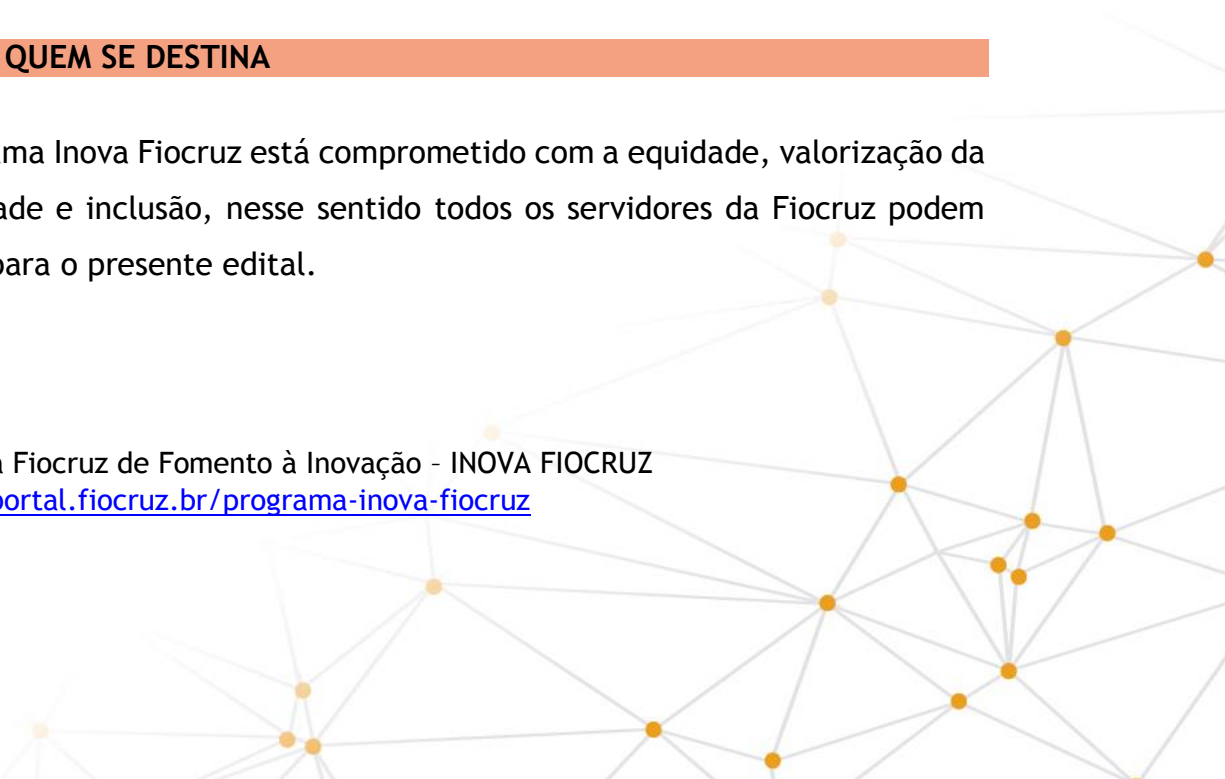 QUEM SE DESTINA
ma Inova Fiocruz está comprometido com a equidade, valorização da
ade e inclusão, nesse sentido todos os servidores da Fiocruz podem
para o presente edital.
a Fiocruz de Fomento à Inovação – INOVA FIOCRUZ
portal.fiocruz.br/programa-inova-fiocruz